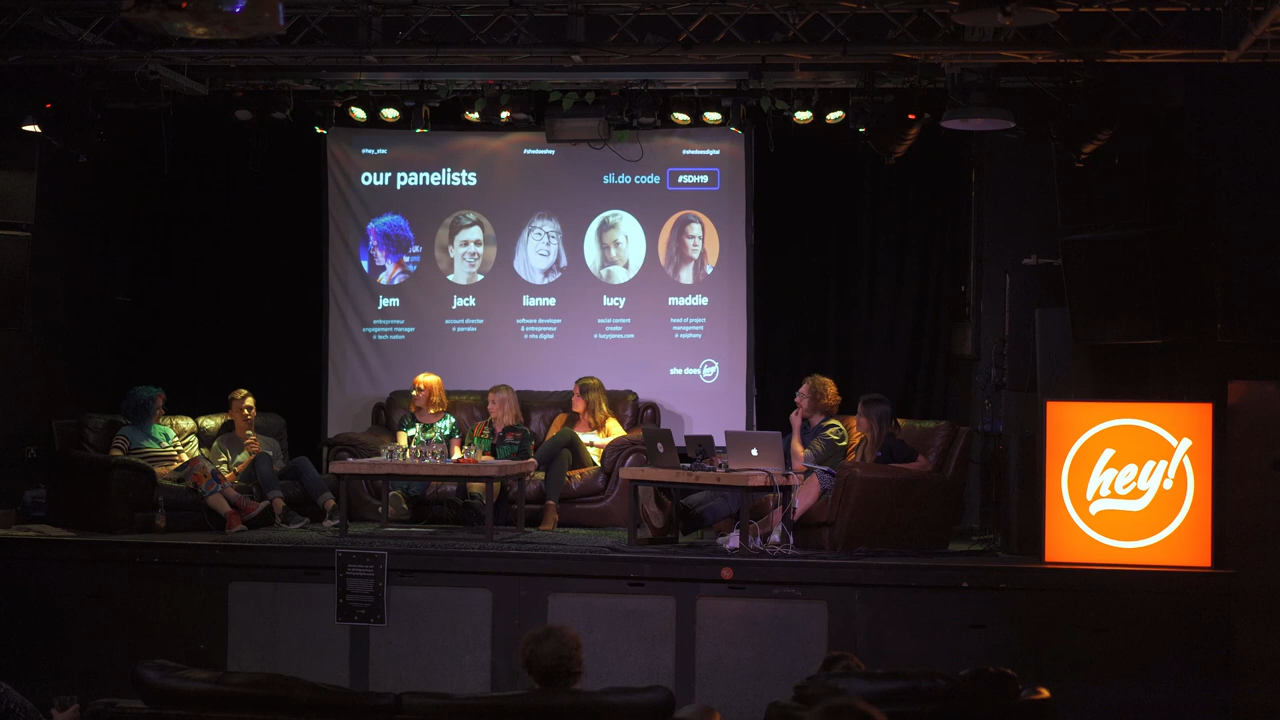 @hey_stac
#shedoeshey
@shedoesdigital
our panelists
sli.do code
#SDH19
jem
jack
lianne
lucy
maddie
entrepreneur
engagement manager
@ tech nation
account director
@ parralax
software developer
& entrepreneur
@ nhs digital
social content
creator
@ lucyrjones.com
head of project
management
@ epiphany
she does hey!
hey!